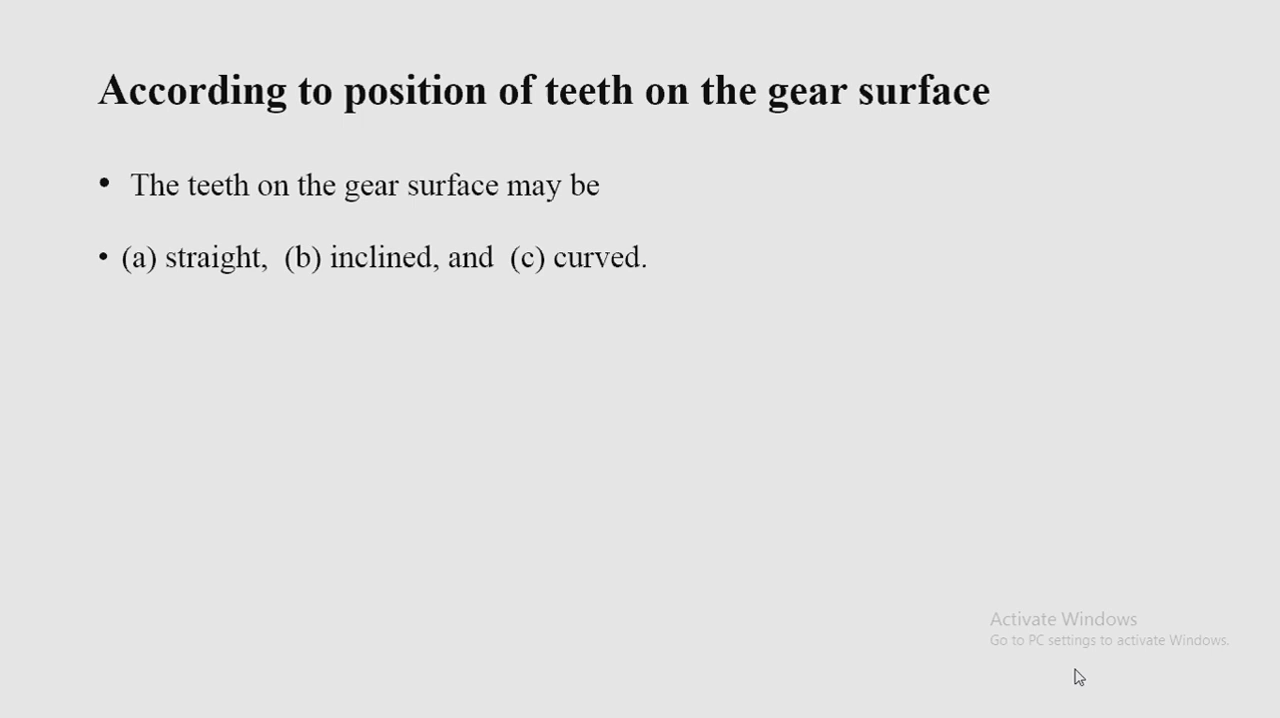 According to position of teeth on the gear surface
• The teeth on the gear surface may be
• (a) straight, (b) inclined, and (c) curved.
Activate Windows
Go to PC settings to activate Windows.